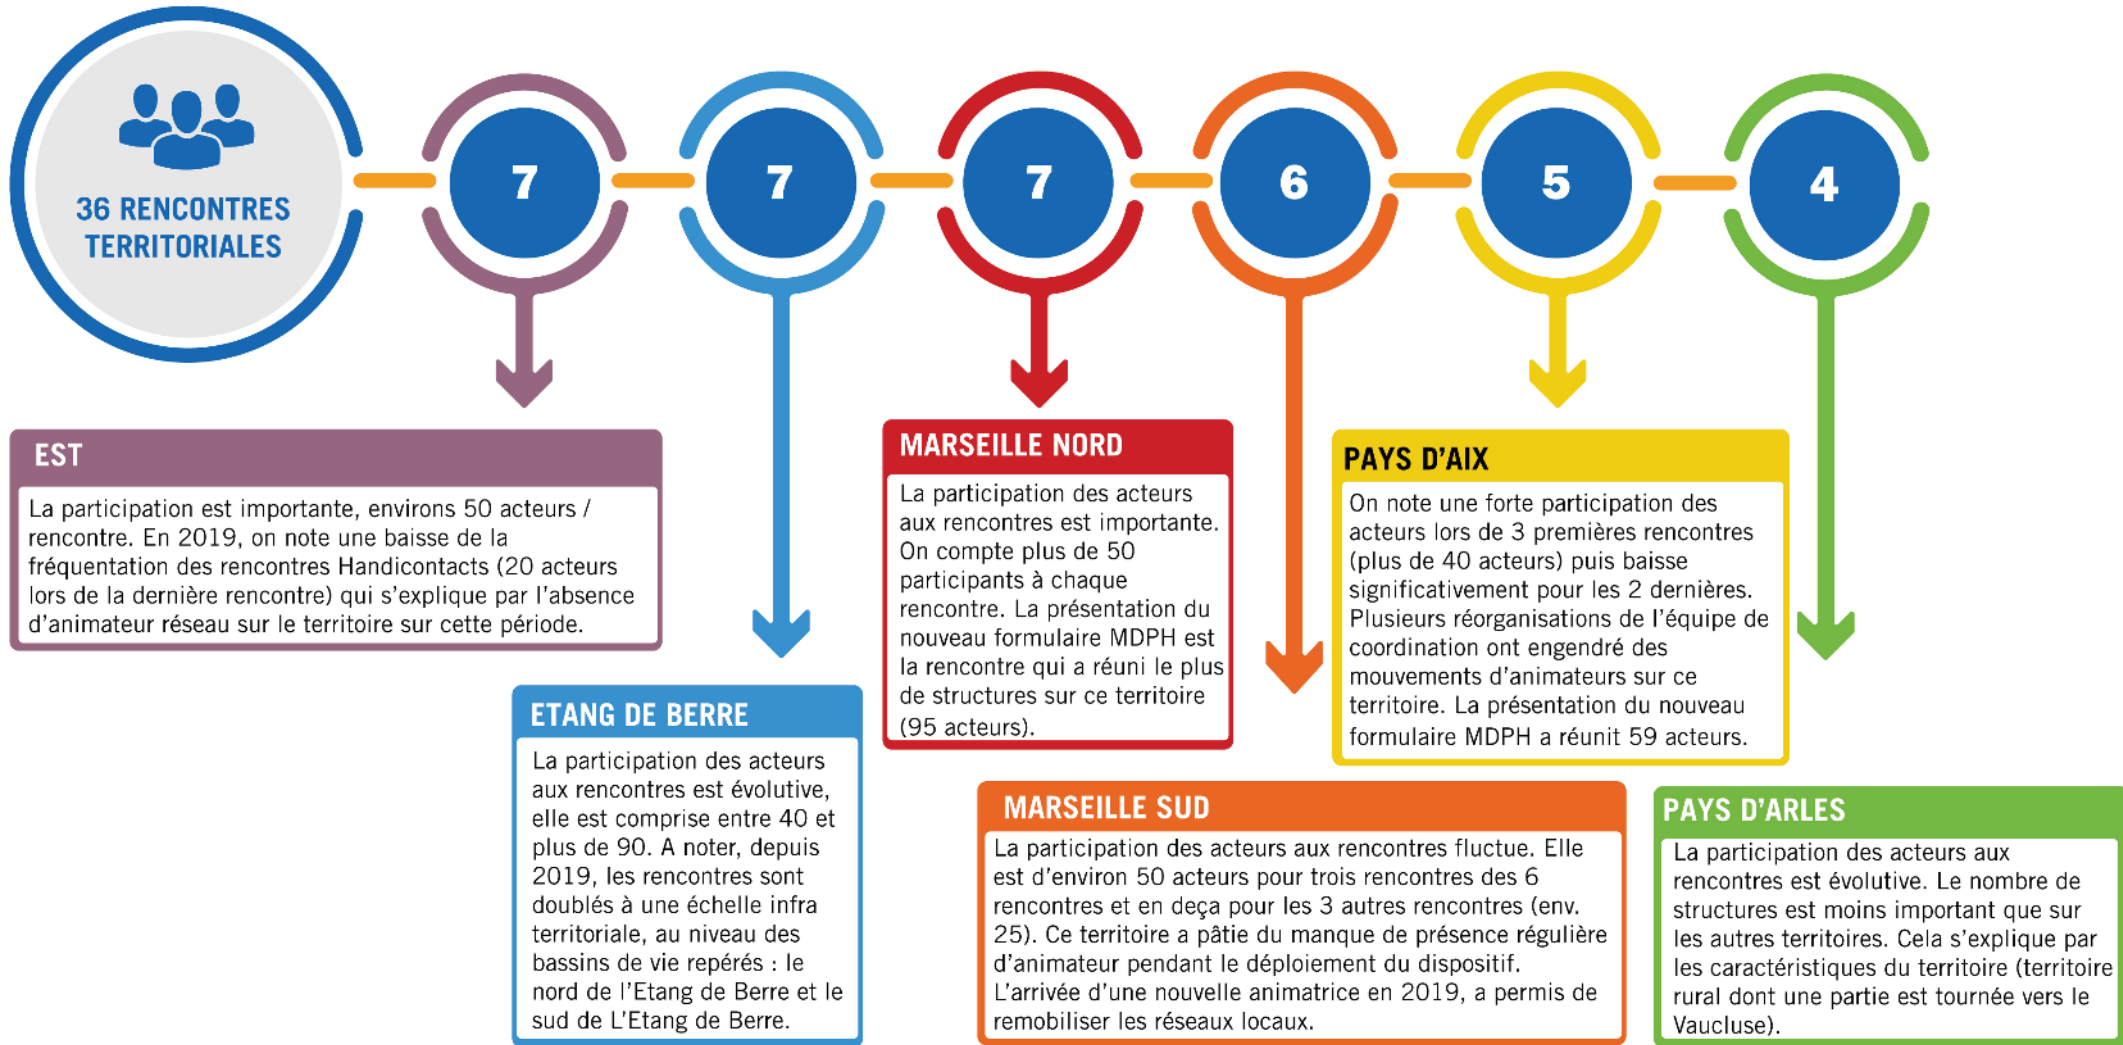 36 RENCONTRES
TERRITORIALES
7
7
7
6
5
4
EST
La participation est importante, environs 50 acteurs /
rencontre. En 2019, on note une baisse de la
fréquentation des rencontres Handicontacts (20 acteurs
lors de la dernière rencontre) qui s'explique par l'absence
d'animateur réseau sur le territoire sur cette période.
ETANG DE BERRE
La participation des acteurs
aux rencontres est évolutive,
elle est comprise entre 40 et
plus de 90. A noter, depuis
2019, les rencontres sont
doublés à une échelle infra
territoriale, au niveau des
bassins de vie repérés : le
nord de l'Etang de Berre et le
sud de L'Etang de Berre.
MARSEILLE NORD
La participation des acteurs
aux rencontres est importante.
On compte plus de 50
participants à chaque
rencontre. La présentation du
nouveau formulaire MDPH est
la rencontre qui a réuni le plus
de structures sur ce territoire
(95 acteurs).
MARSEILLE SUD
La participation des acteurs aux rencontres fluctue. Elle
est d'environ 50 acteurs pour trois rencontres des 6
rencontres et en deça pour les 3 autres rencontres (env.
25). Ce territoire a pâtie du manque de présence régulière
d'animateur pendant le déploiement du dispositif.
L'arrivée d'une nouvelle animatrice en 2019, a permis de
remobiliser les réseaux locaux.
PAYS D'AIX
On note une forte participation des
acteurs lors de 3 premières rencontres
(plus de 40 acteurs) puis baisse
significativement pour les 2 dernières.
Plusieurs réorganisations de l'équipe de
coordination ont engendré des
mouvements d'animateurs sur ce
territoire. La présentation du nouveau
formulaire MDPH a réunit 59 acteurs.
PAYS D'ARLES
La participation des acteurs aux
rencontres est évolutive. Le nombre de
structures est moins important que sur
les autres territoires. Cela s'explique par
les caractéristiques du territoire (territoire
rural dont une partie est tournée vers le
Vaucluse).